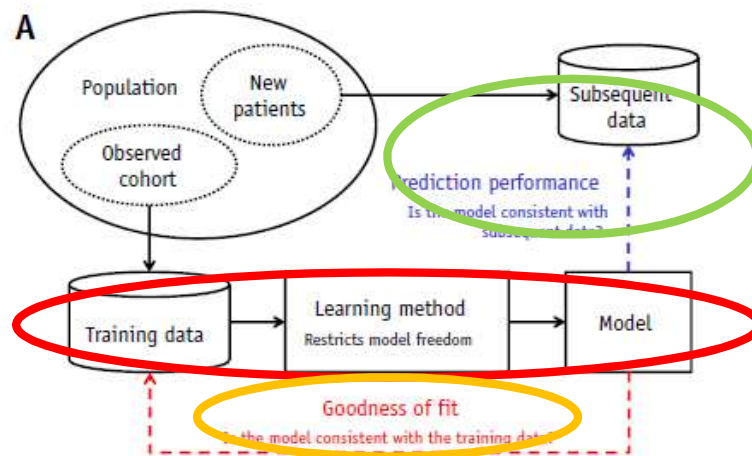 A
Population
New
patients
Observed
cohort
Subsequent
data
Prediction performance
Is the model consistent with
subsequent data?
Training data
Learning method
Restricts model freedom
Model
Goodness of fit
Is the model consistent with the training data?